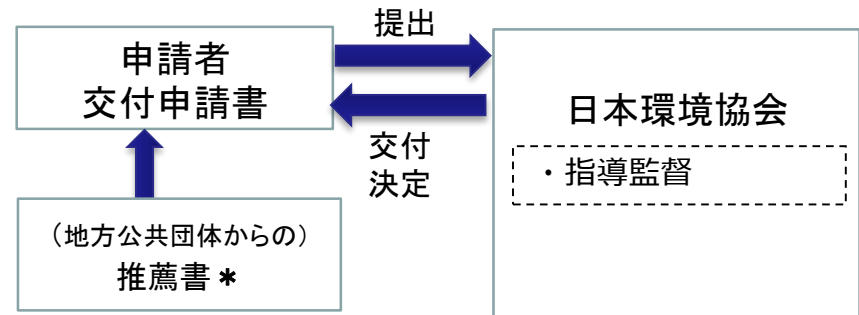 提出
申請者
交付申請書
日本環境協会
・指導監督
交付
決定
（地方公共団体からの）
推薦書＊